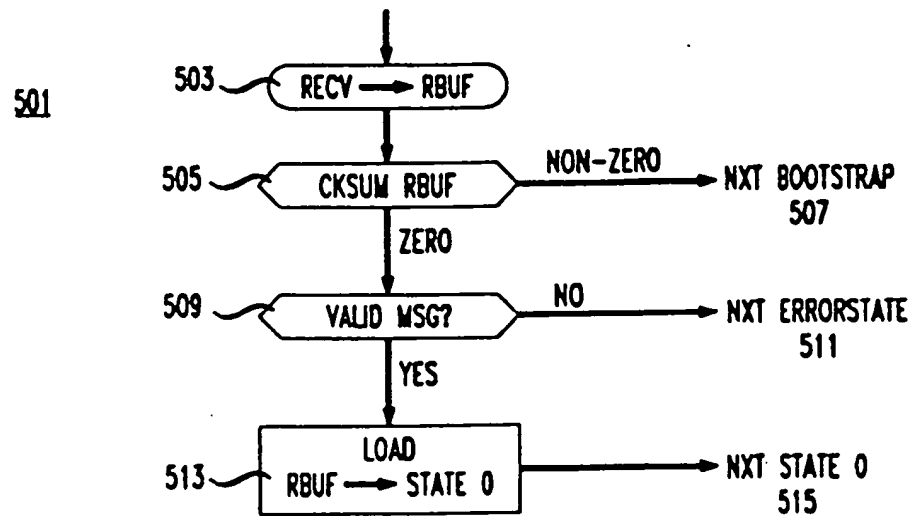 501
503
RECV → RBUF
505
CKSUM RBUF
NON-ZERO
NXT BOOTSTRAP
507
ZERO
509
VALID MSG?
NO
NXT ERRORSTATE
511
YES
513
LOAD
RBUF → STATE 0
NXT STATE 0
515